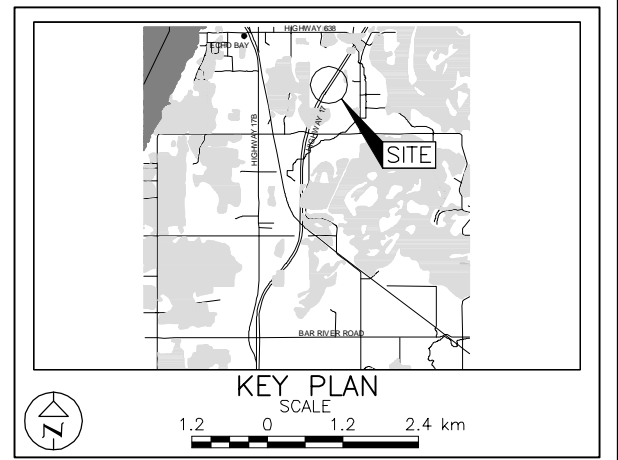 HIGHWAY 638
ECHO BAY
HIGHWAY 17B
HIGHWAY 17
SITE
BAR RIVER ROAD
KEY PLAN
SCALE
1.2 0 1.2 2.4 km
N